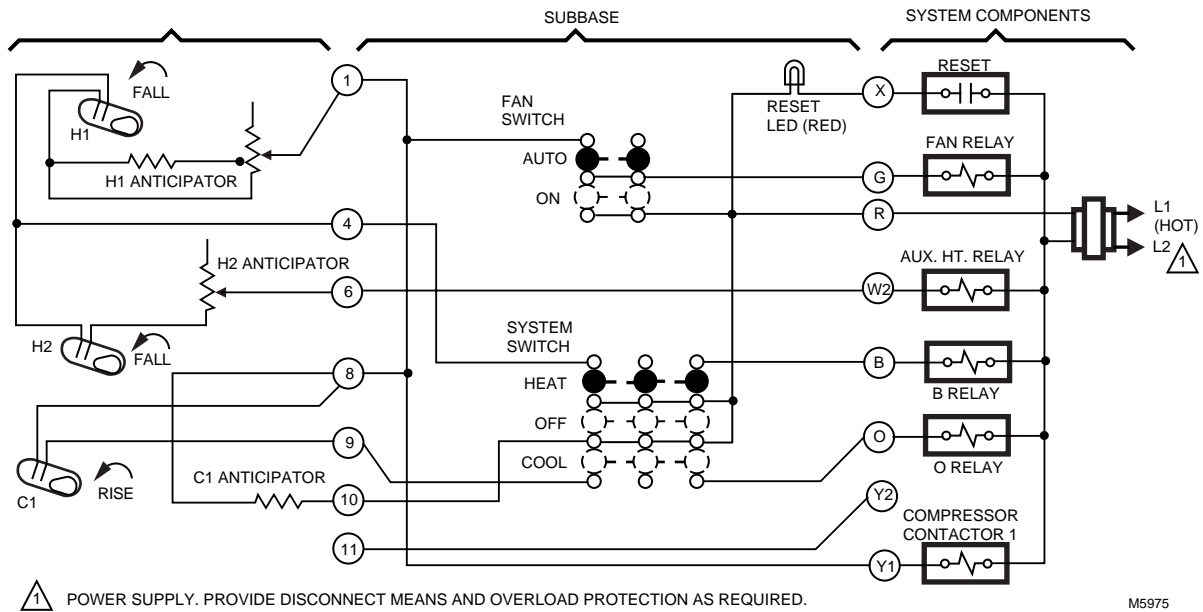 SUBBASE
SYSTEM COMPONENTS
RESET
FALL
1
X
FAN
SWITCH
RESET
LED (RED)
H1
AUTO
FAN RELAY
H1 ANTICIPATOR
G
ON
R
L1
(HOT)
4
L2
1
H2 ANTICIPATOR
AUX. HT. RELAY
6
W2
SYSTEM
SWITCH
H2
FALL
B
8
HEAT
B RELAY
OFF
9
O
COOL
O RELAY
C1 ANTICIPATOR
RISE
C1
10
Y2
COMPRESSOR
CONTACTOR 1
11
Y1
1 POWER SUPPLY. PROVIDE DISCONNECT MEANS AND OVERLOAD PROTECTION AS REQUIRED.
M5975